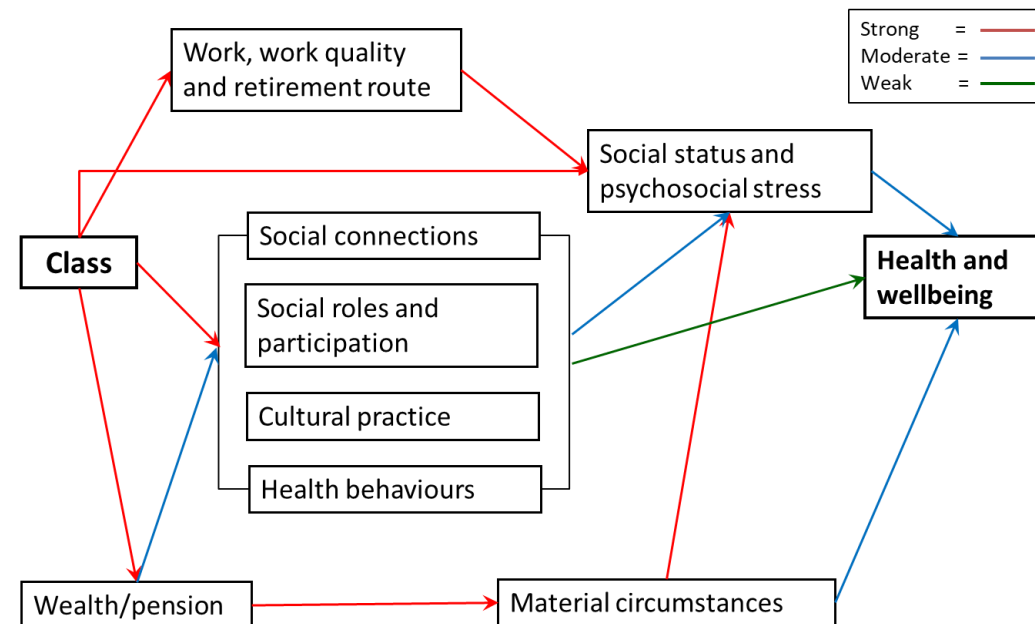 Strong =
Moderate =
Weak =
Work, work quality
and retirement route
Social status and
psychosocial stress
Social connections
Class
Health and
wellbeing
Social roles and
participation
Cultural practice
Health behaviours
Wealth/pension
Material circumstances